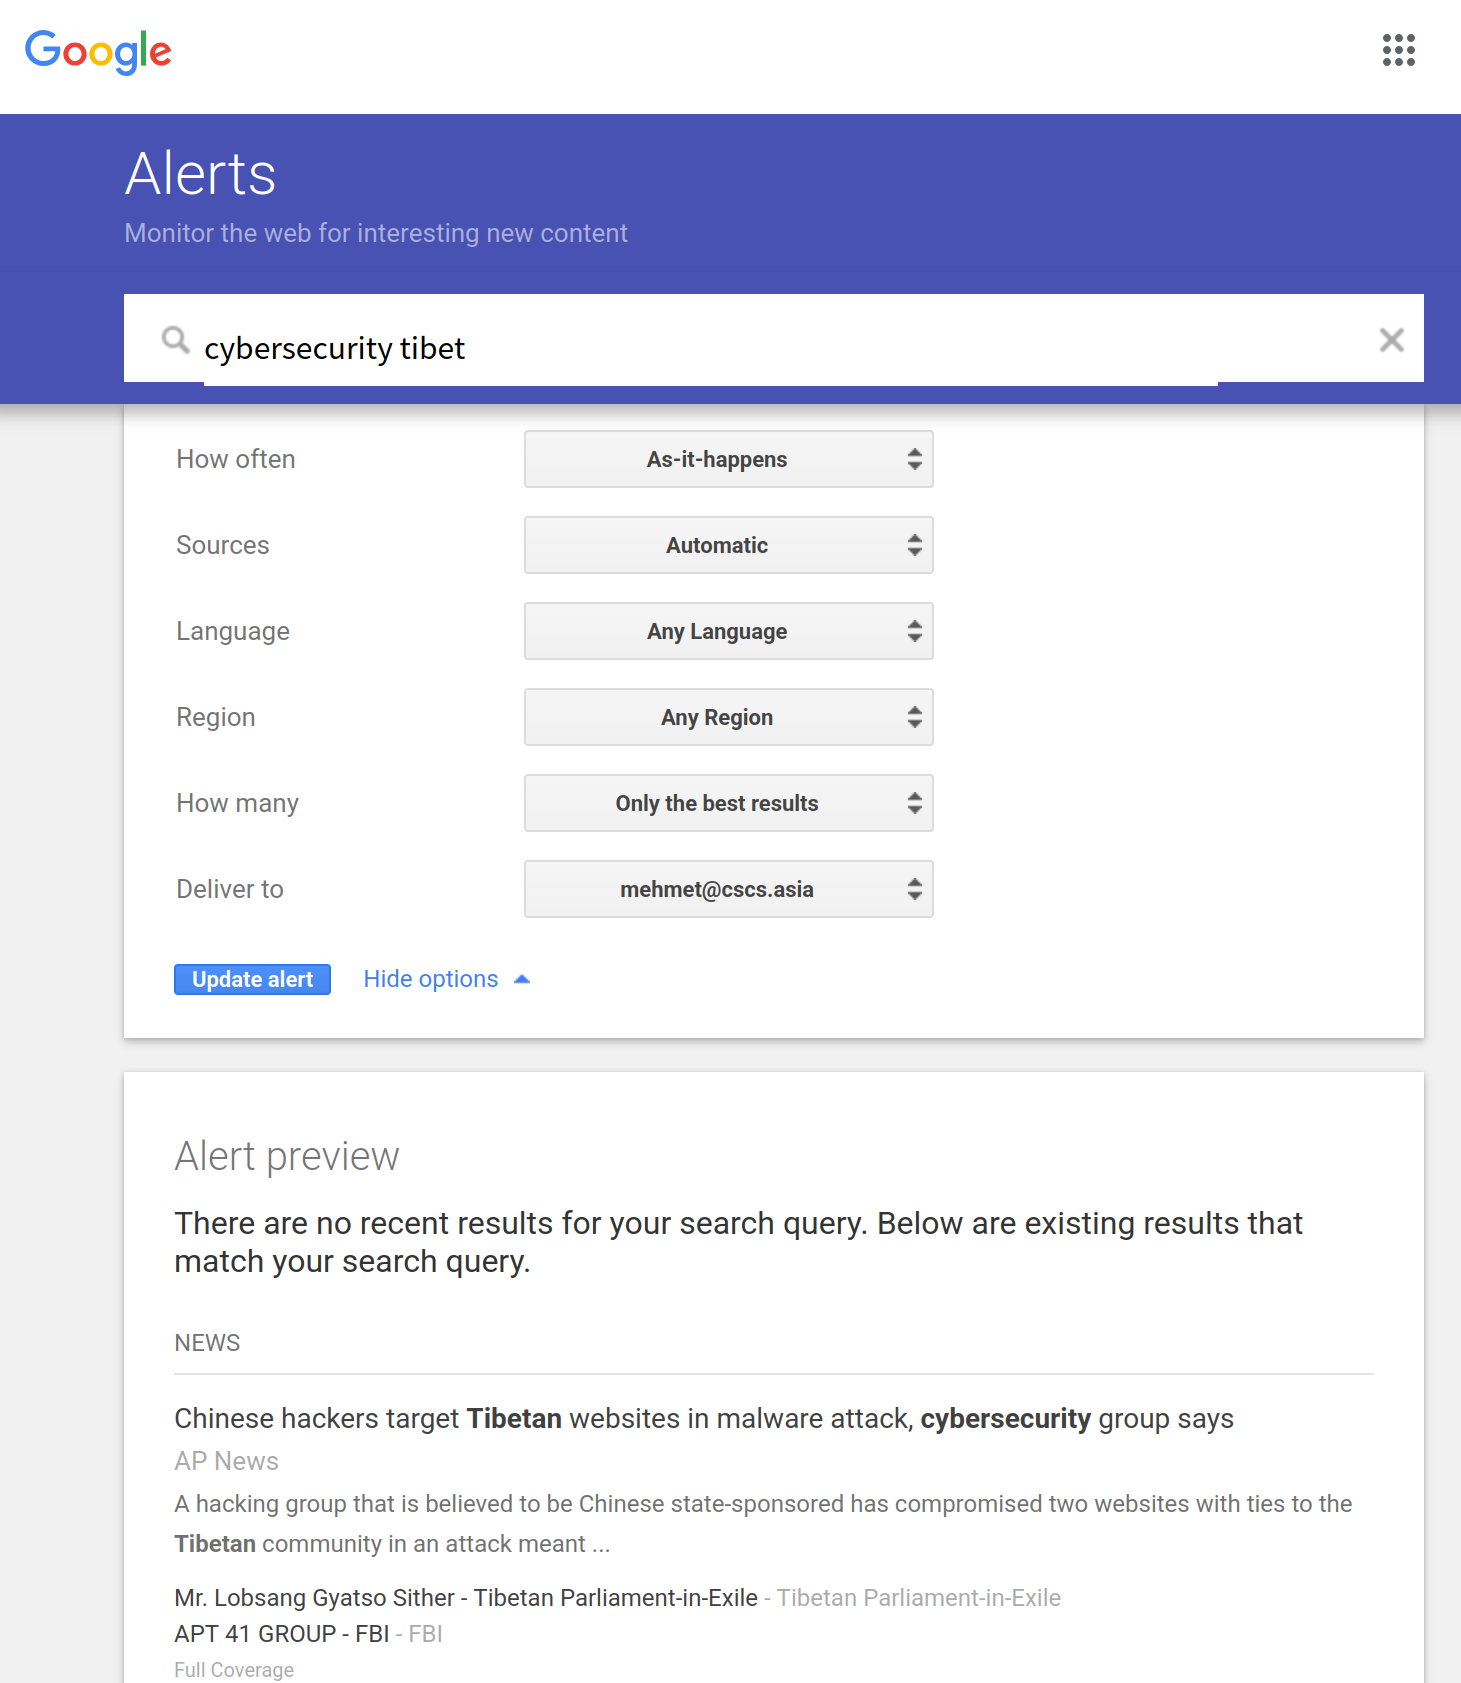 Google
Alerts
Monitor the web for interesting new content
cybersecurity tibet
How often As-it-happens
Sources Automatic
Language Any Language
Region Any Region
How many Only the best results
Deliver to mehmet@cscs.asia
Update alert Hide options
Alert preview
There are no recent results for your search query. Below are existing results that
match your search query.
NEWS
Chinese hackers target Tibetan websites in malware attack, cybersecurity group says
AP News
A hacking group that is believed to be Chinese state-sponsored has compromised two websites with ties to the
Tibetan community in an attack meant ...
Mr. Lobsang Gyatso Sither - Tibetan Parliament-in-Exile - Tibetan Parliament-in-Exile
APT 41 GROUP - FBI - FBI
Full Coverage